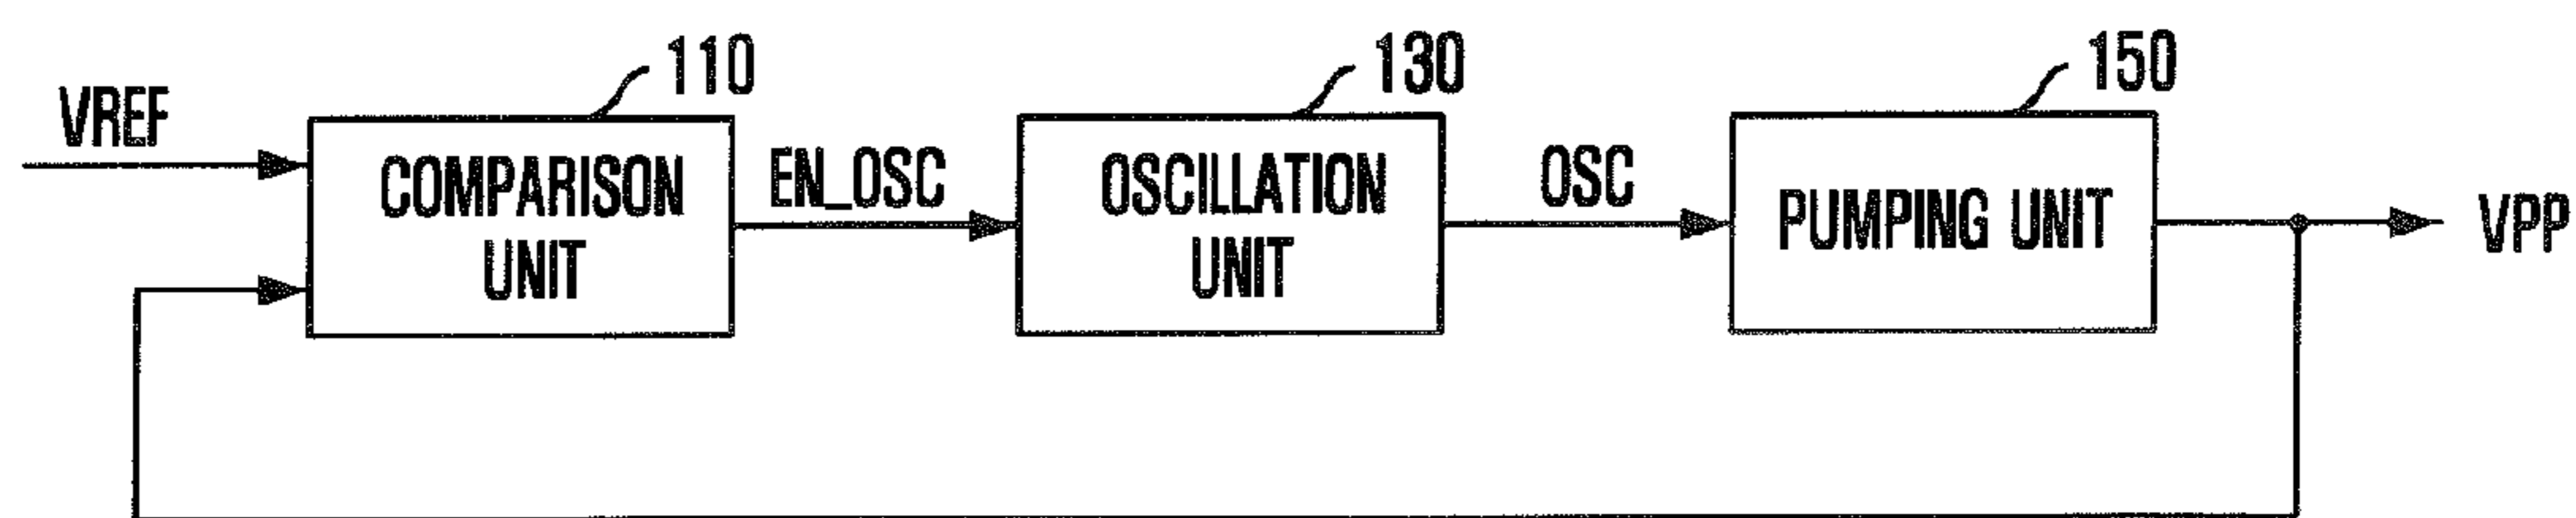 110
130
150
VREF
COMPARISON
UNIT
EN_OSC
OSCILLATION
UNIT
OSC
PUMPING UNIT
VPP